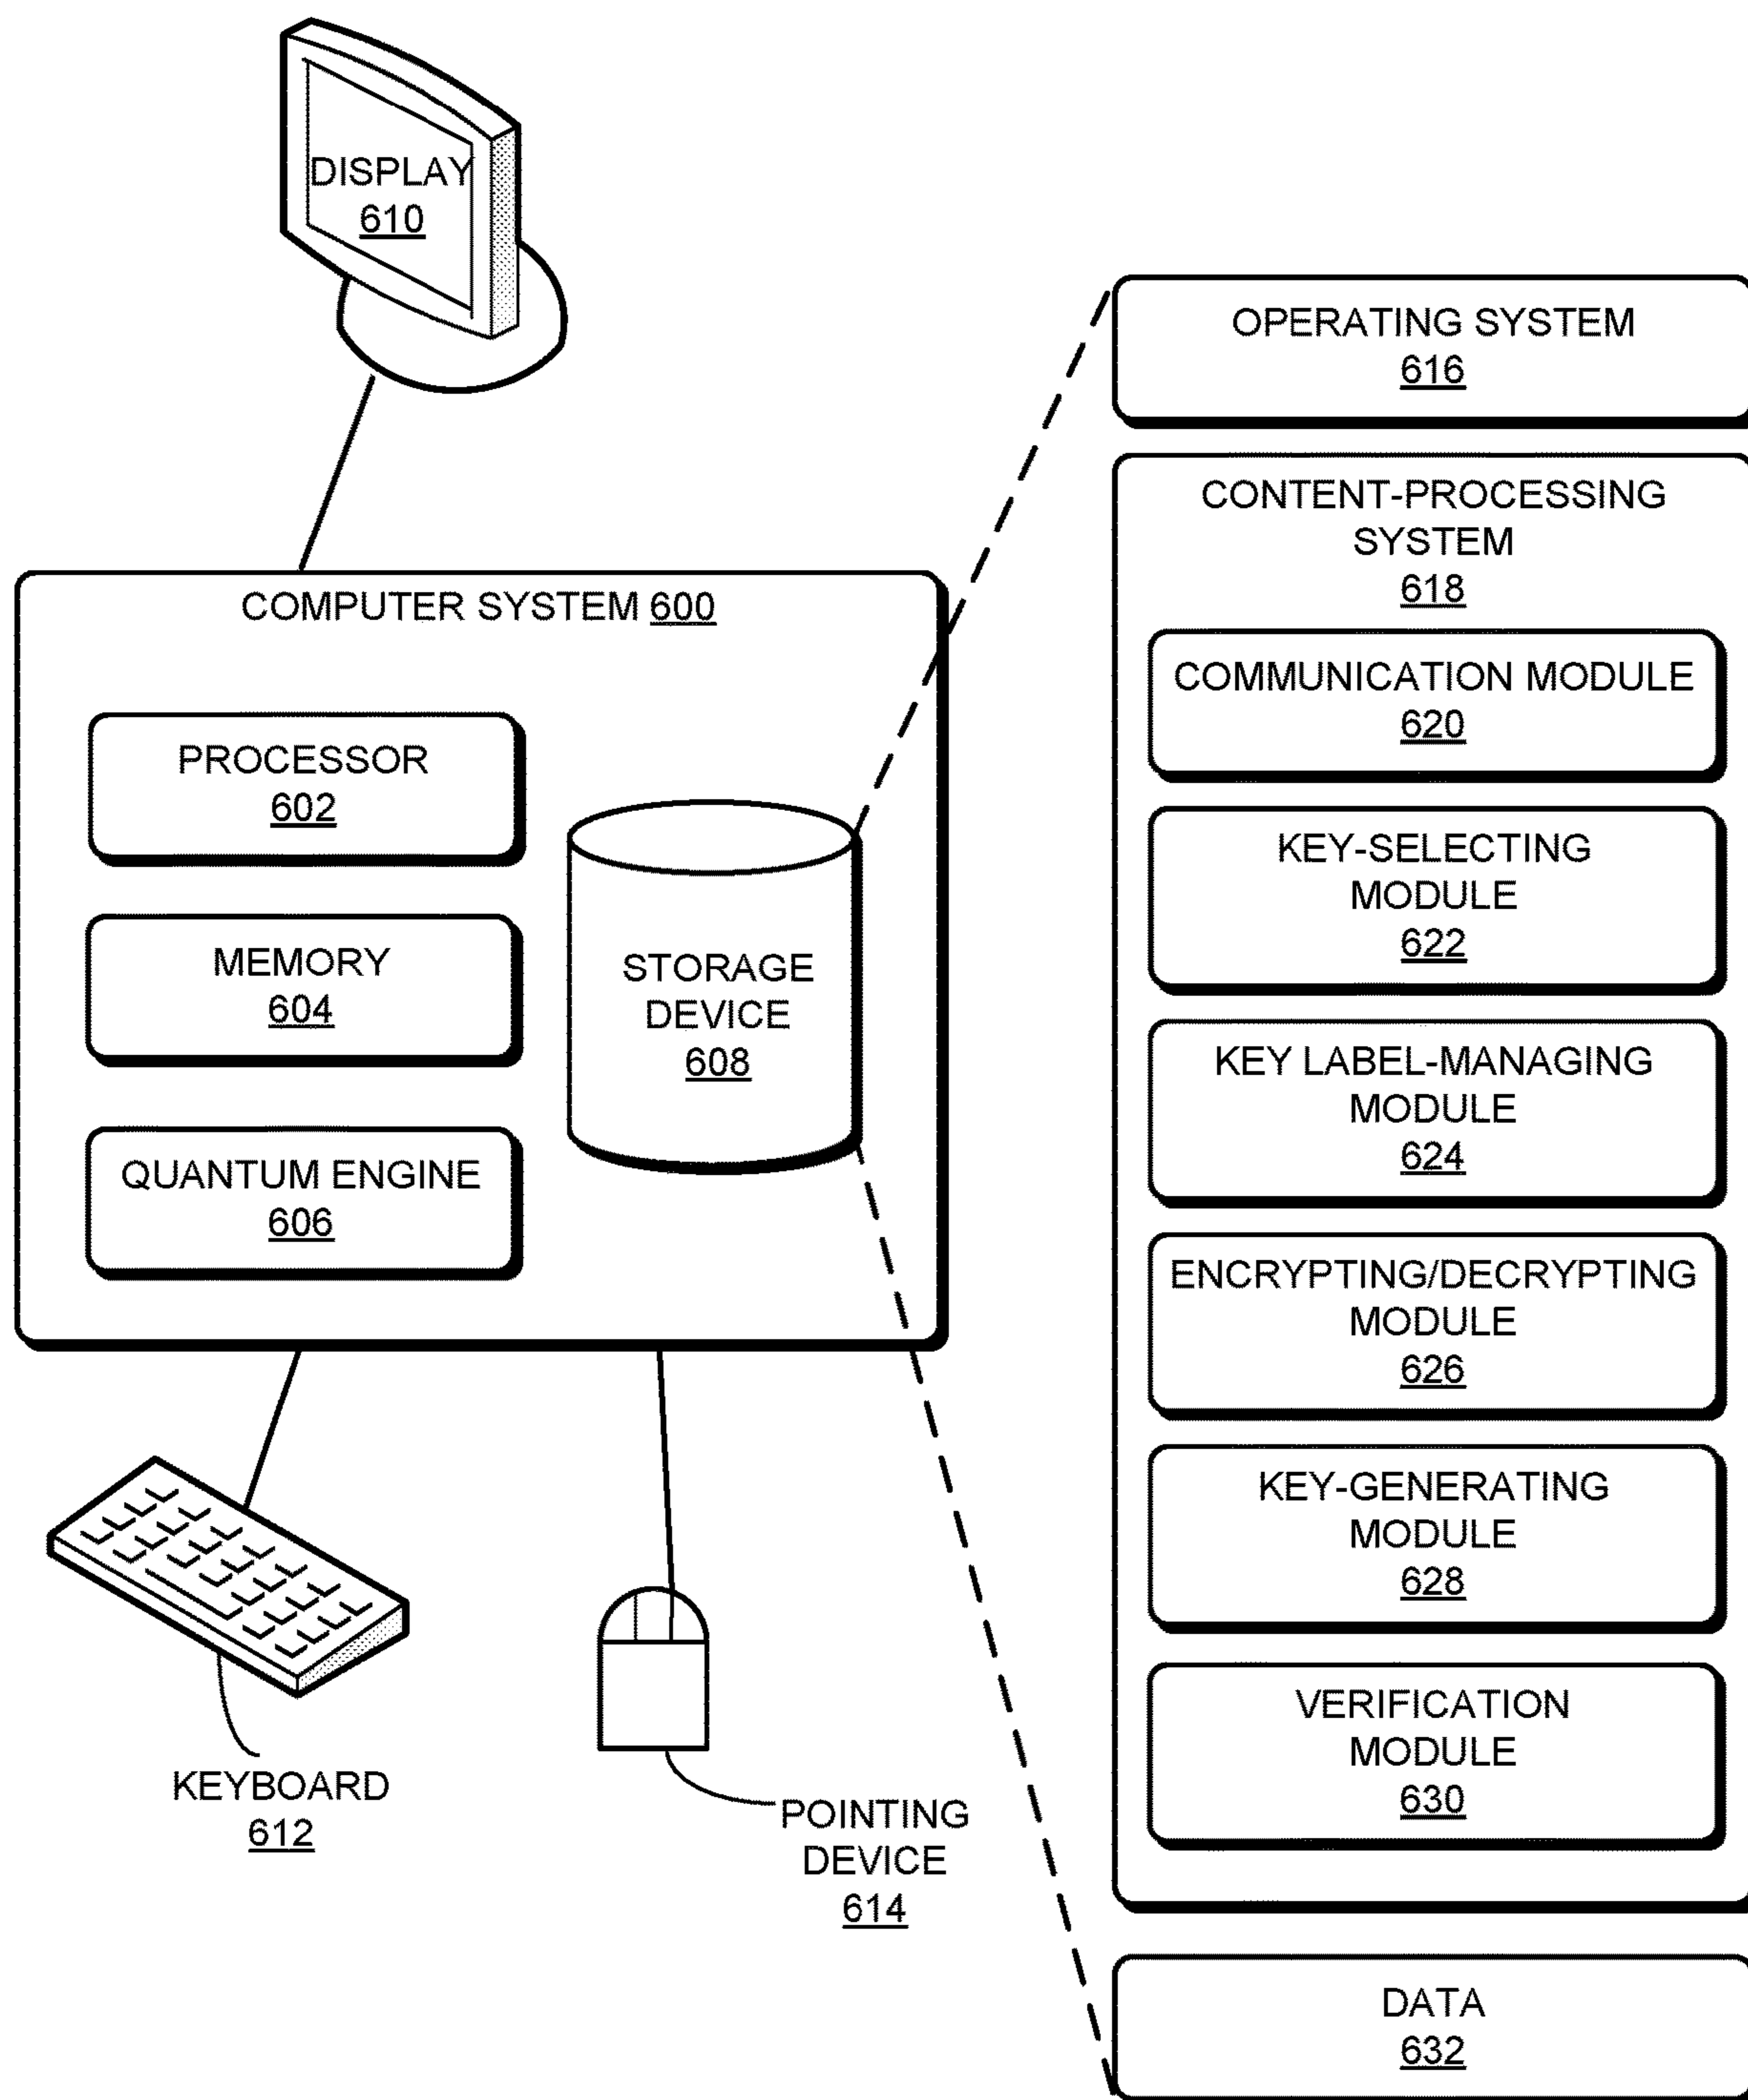 DISPLAY
610
COMPUTER SYSTEM 600
PROCESSOR
602
MEMORY
604
QUANTUM ENGINE
606
STORAGE
DEVICE
608
KEYBOARD
612
POINTING
DEVICE
614
OPERATING SYSTEM
616
CONTENT-PROCESSING
SYSTEM
618
COMMUNICATION MODULE
620
KEY-SELECTING
MODULE
622
KEY LABEL-MANAGING
MODULE
624
ENCRYPTING/DECRYPTING
MODULE
626
KEY-GENERATING
MODULE
628
VERIFICATION
MODULE
630
DATA
632